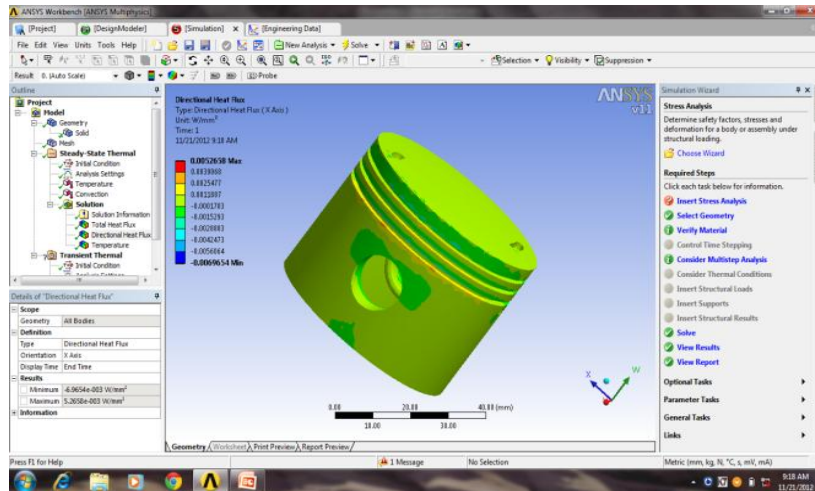 ANSYS Workbench [ANSYS Multiphysics]
[Project] [DesignModeler] [Simulation] [Engineering Data]
File Edit View Units Tools Help New Analysis Solve
Selection Visibility Suppression
Result 0. (Auto Scale) Probe
Outline
Project
Model
Geometry
Solid
Mesh
Steady-State Thermal
Initial Condition
Analysis Settings
Temperature
Convection
Solution
Solution Information
Total Heat Flux
Directional Heat Flux
Temperature
Transient Thermal
Initial Condition
Details of "Directional Heat Flux"
Scope
Geometry All Bodies
Definition
Type Directional Heat Flux
Orientation X Axis
Display Time End Time
Results
Minimum -6.9654e-003 W/mm²
Maximum 5.2658e-003 W/mm²
Information
Directional Heat Flux
Type: Directional Heat Flux ( X Axis )
Unit: W/mm²
Time: 1
11/21/2012 9:18 AM
0.0052658 Max
0.0039068
0.0025477
0.0011887
-0.0001703
-0.0015293
-0.0028883
-0.0042473
-0.0056064
-0.0069654 Min
ANSYS
v11
X
W
0.00 20.00 40.00 (mm)
10.00 30.00
Geometry Worksheet Print Preview Report Preview
Simulation Wizard
Stress Analysis
Determine safety factors, stresses and
deformation for a body or assembly under
structural loading.
Choose Wizard
Required Steps
Click each task below for information.
Insert Stress Analysis
Select Geometry
Verify Material
Control Time Stepping
Consider Multistep Analysis
Consider Thermal Conditions
Insert Structural Loads
Insert Supports
Insert Structural Results
Solve
View Results
View Report
Optional Tasks
Parameter Tasks
General Tasks
Links
Press F1 for Help 1 Message No Selection Metric (mm, kg, N, °C, s, mV, mA)
9:18 AM
11/21/2012